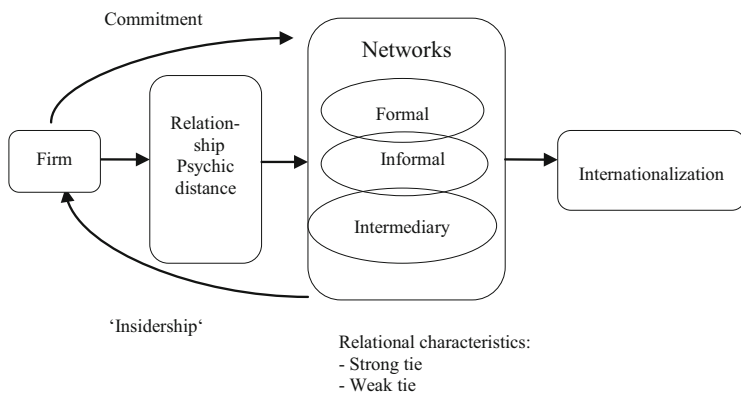 Commitment
Networks
Formal
Informal
Intermediary
Relation-
ship
Psychic
distance
Firm
Internationalization
‘Insidership‘
Relational characteristics:
- Strong tie
- Weak tie